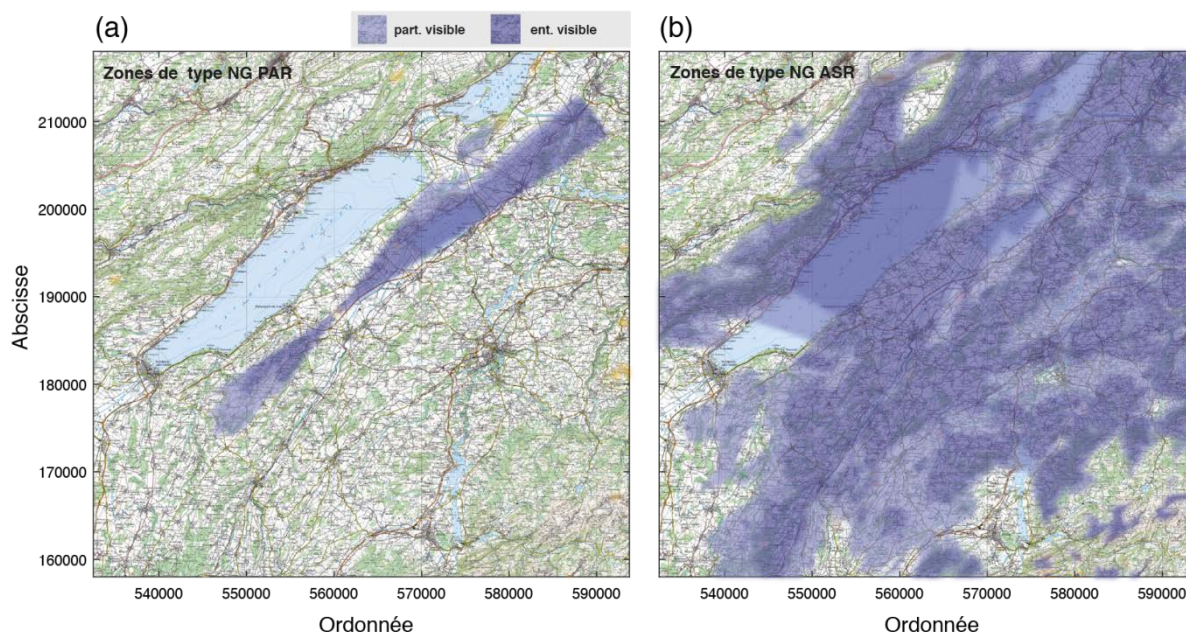 (a)
part. visible
ent. visible
(b)
Zones de type NG PAR
Zones de type NG ASR
Abscisse
210000
200000
190000
180000
170000
160000
540000 550000 560000 570000 580000 590000
540000 550000 560000 570000 580000 590000
Ordonnée
Ordonnée